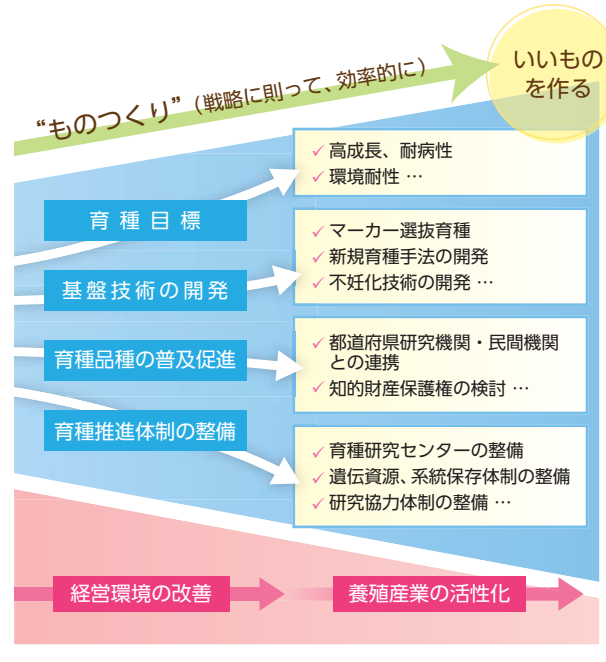 いいもの
を作る
“ものつくり”（戦略に則って、効率的に）
✓高成長、耐病性
✓環境耐性 …
育種目標
✓マーカー選抜育種
✓新規育種手法の開発
✓不妊化技術の開発 …
基盤技術の開発
✓都道府県研究機関・民間機関
との連携
✓知的財産保護権の検討 …
育種品種の普及促進
育種推進体制の整備
✓育種研究センターの整備
✓遺伝資源、系統保存体制の整備
✓研究協力体制の整備 …
経営環境の改善
養殖産業の活性化